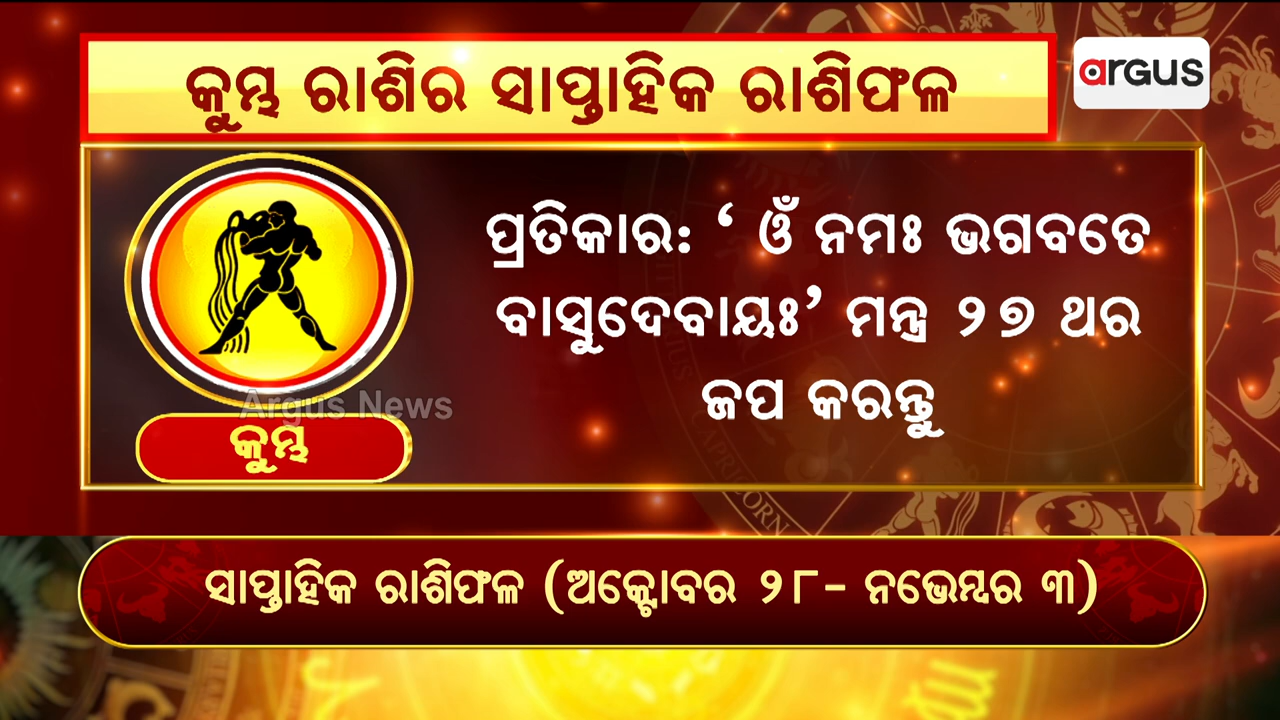 କୁମ୍ଭ ରାଶିର ସାପ୍ତାହିକ ରାଶିଫଳ
argus
ପ୍ରତିକାର: ‘ ଓଁ ନମଃ ଭଗବତେ
ବାସୁଦେବାୟଃ’ ମନ୍ତ୍ର ୨୭ ଥର
ଜପ କରନ୍ତୁ
Argus News
କୁମ୍ଭ
CAPRICORN
ସାପ୍ତାହିକ ରାଶିଫଳ (ଅକ୍ଟୋବର ୨୮- ନଭେମ୍ବର ୩)